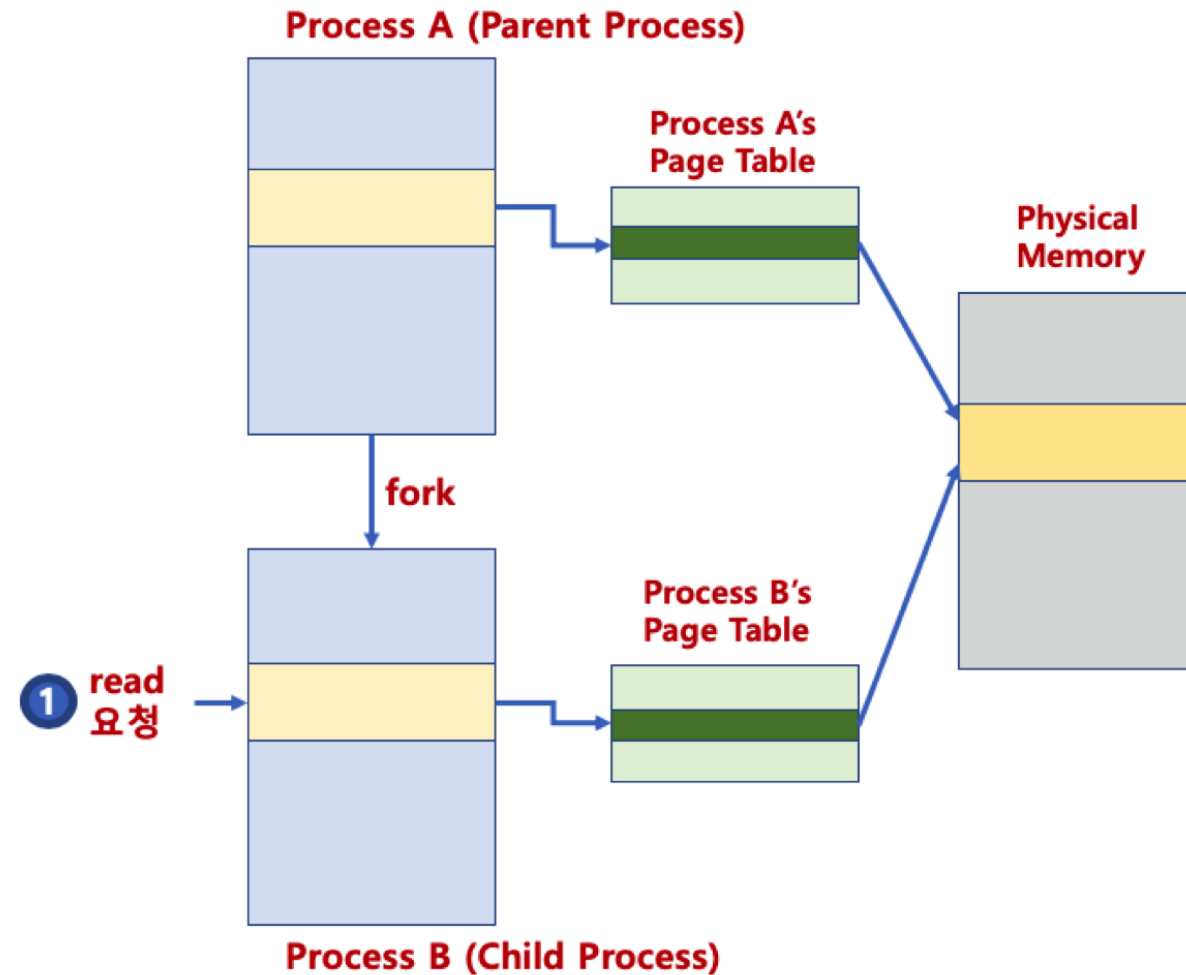 Process A (Parent Process)
Process A's
Page Table
Physical
Memory
fork
Process B's
Page Table
1 read
요청
Process B (Child Process)